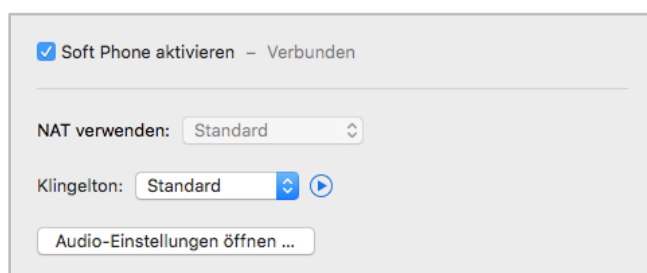 Soft Phone aktivieren – Verbunden
NAT verwenden: Standard
Klingelton: Standard
Audio-Einstellungen öffnen ...